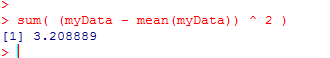 >
> sum( (myData - mean(myData)) ^ 2 )
[1] 3.208889
>